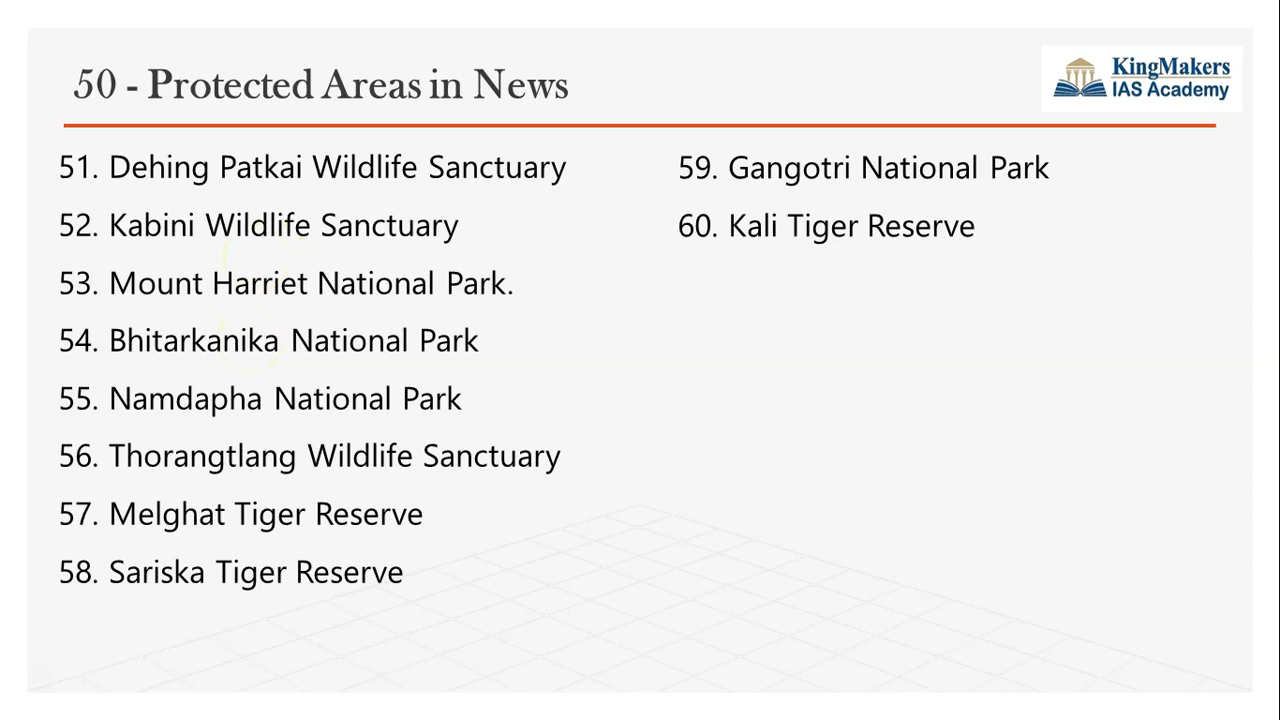 50 - Protected Areas in News
KingMakers
IAS Academy
51. Dehing Patkai Wildlife Sanctuary
52. Kabini Wildlife Sanctuary
53. Mount Harriet National Park.
54. Bhitarkanika National Park
55. Namdapha National Park
56. Thorangtlang Wildlife Sanctuary
57. Melghat Tiger Reserve
58. Sariska Tiger Reserve
59. Gangotri National Park
60. Kali Tiger Reserve